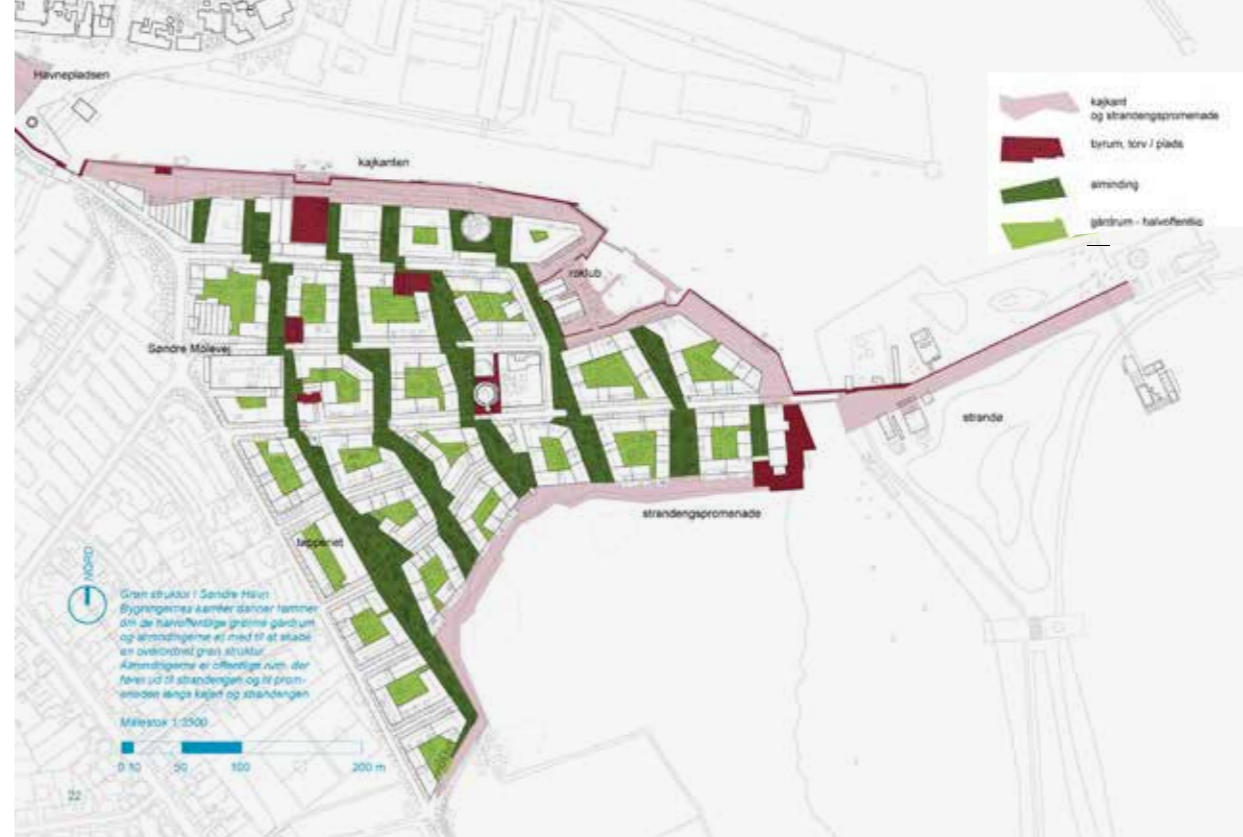 Havnepladsen
kajkanten
kajkant
og strandengspromenade
byrum, torv / plads
alminding
gårdrum - halvoffentlig
roklub
Søndre Molevej
strandø
strandengspromenade
tæppenet
NORD
Grøn struktur i Søndre Havn
Bygningernes karréer danner rammer
om de halvoffentlige grønne gårdrum
og almindingerne er med til at skabe
en overordnet grøn struktur.
Almindingerne er offentlige rum, der
fører ud til strandengen og til prom-
enaden langs kajen og strandengen
Målestok 1:3500
0 10 50 100 200 m
22